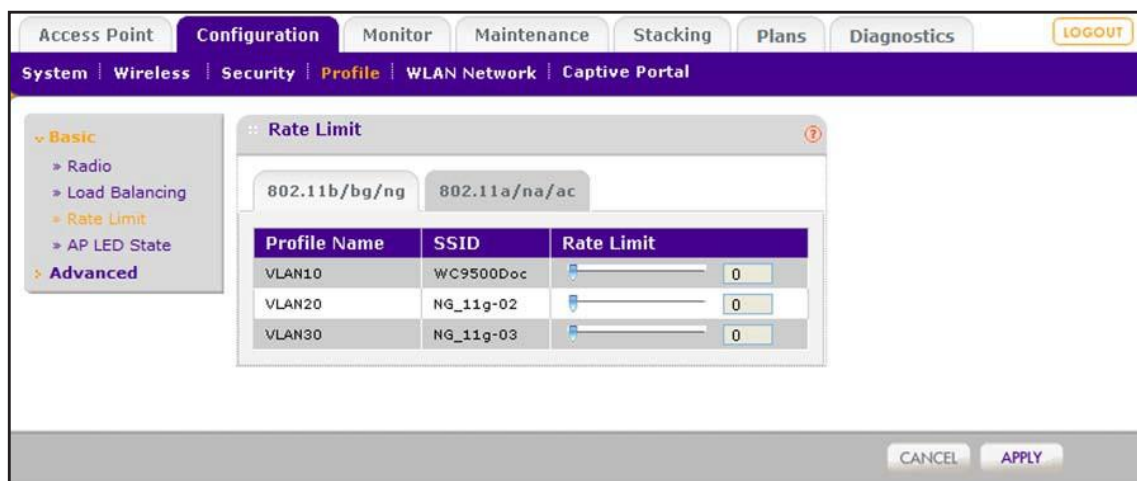 Access Point Configuration Monitor Maintenance Stacking Plans Diagnostics LOGOUT
System Wireless Security Profile WLAN Network Captive Portal
Basic
» Radio
» Load Balancing
» Rate Limit
» AP LED State
Advanced
Rate Limit ?
802.11b/bg/ng 802.11a/na/ac
Profile Name SSID Rate Limit
VLAN10 WC9500Doc 0
VLAN20 NG_11g-02 0
VLAN30 NG_11g-03 0
CANCEL APPLY